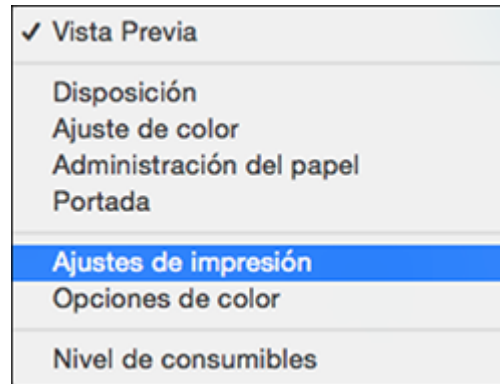 ✓ Vista Previa
Disposición
Ajuste de color
Administración del papel
Portada
Ajustes de impresión
Opciones de color
Nivel de consumibles